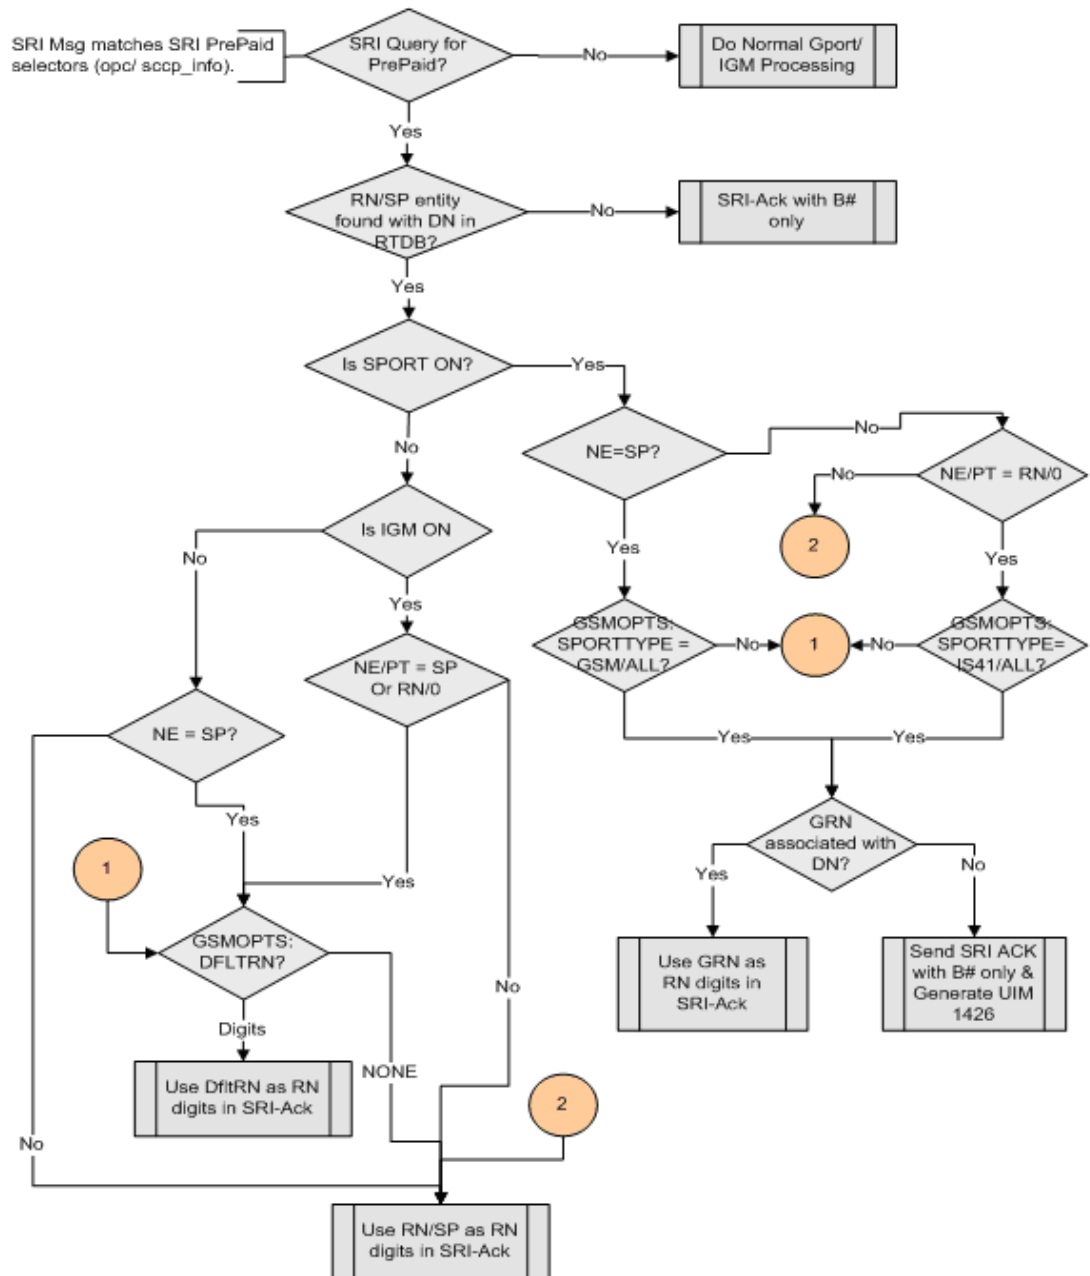 SRI Msg matches SRI PrePaid
selectors (opc/ sccp_info).
SRI Query for
PrePaid?
No
Do Normal Gport/
IGM Processing
Yes
RN/SP entity
found with DN in
RTDB?
No
SRI-Ack with B#
only
Yes
Is SPORT ON?
Yes
No
NE=SP?
No
NE/PT = RN/0
No
2
Is IGM ON
No
Yes
Yes
Yes
GSMOPTS:
SPORTTYPE =
GSM/ALL?
No
1
No
GSMOPTS:
SPORTTYPE=
IS41/ALL?
NE/PT = SP
Or RN/0
NE = SP?
Yes
Yes
Yes
GRN
associated with
DN?
Yes
No
1
Yes
GSMOPTS:
DFLTRN?
Use GRN as
RN digits in
SRI-Ack
Send SRI ACK
with B# only &
Generate UIM
1426
No
Digits
NONE
Use DfltRN as RN
digits in SRI-Ack
2
No
Use RN/SP as RN
digits in SRI-Ack